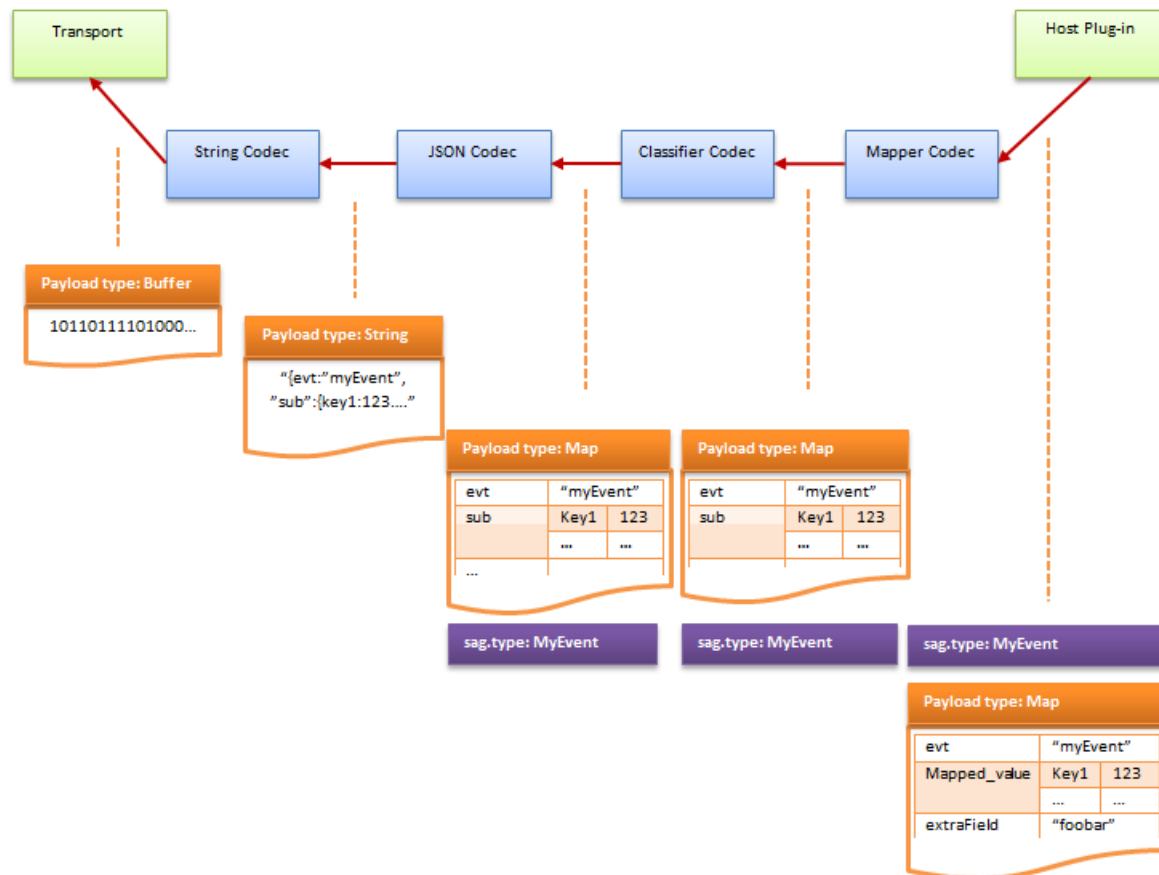 Transport
Host Plug-in
String Codec
JSON Codec
Classifier Codec
Mapper Codec
Payload type: Buffer
10110111101000...
Payload type: String
“{evt:”myEvent”,
”sub”:{key1:123....”
Payload type: Map
evt “myEvent”
sub Key1 123
... ...
...
Payload type: Map
evt “myEvent”
sub Key1 123
... ...
sag.type: MyEvent
sag.type: MyEvent
sag.type: MyEvent
Payload type: Map
evt “myEvent”
Mapped_value Key1 123
... ...
extraField “foobar”